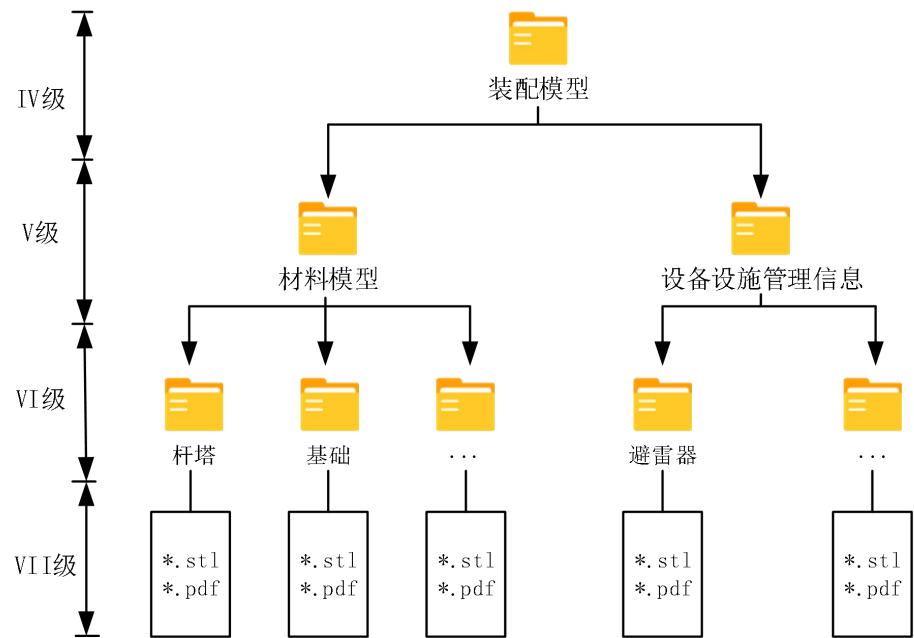 IV级
装配模型
V级
材料模型
设备设施管理信息
VI级
杆塔
基础
...
避雷器
...
VII级
*.stl
*.pdf
*.stl
*.pdf
*.stl
*.pdf
*.stl
*.pdf
*.stl
*.pdf